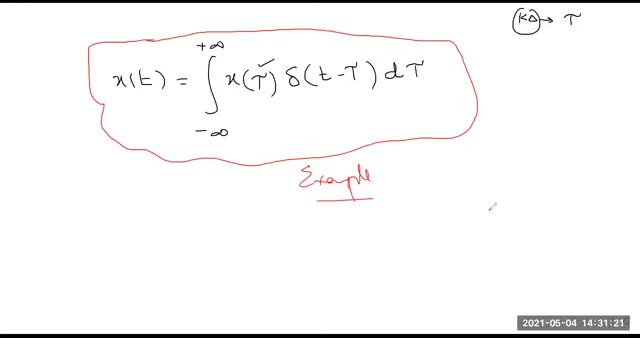 kΔ → τ
+∞
x(t) = ∫ x(τ) δ(t-τ) dτ
-∞
Example
2021-05-04 14:31:21